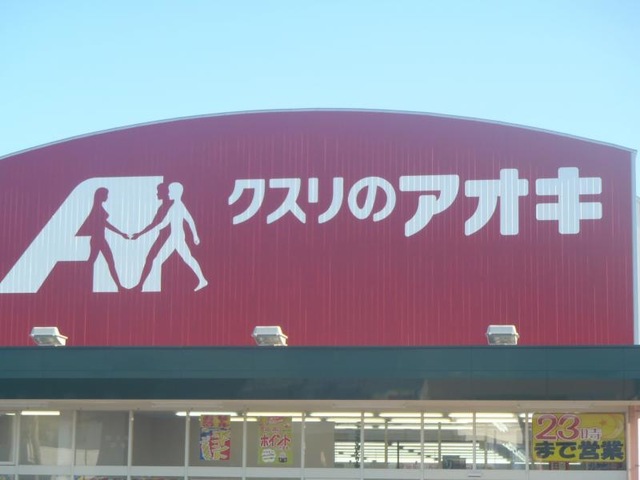 クスリのアオキ
ポイント
23時
まで営業